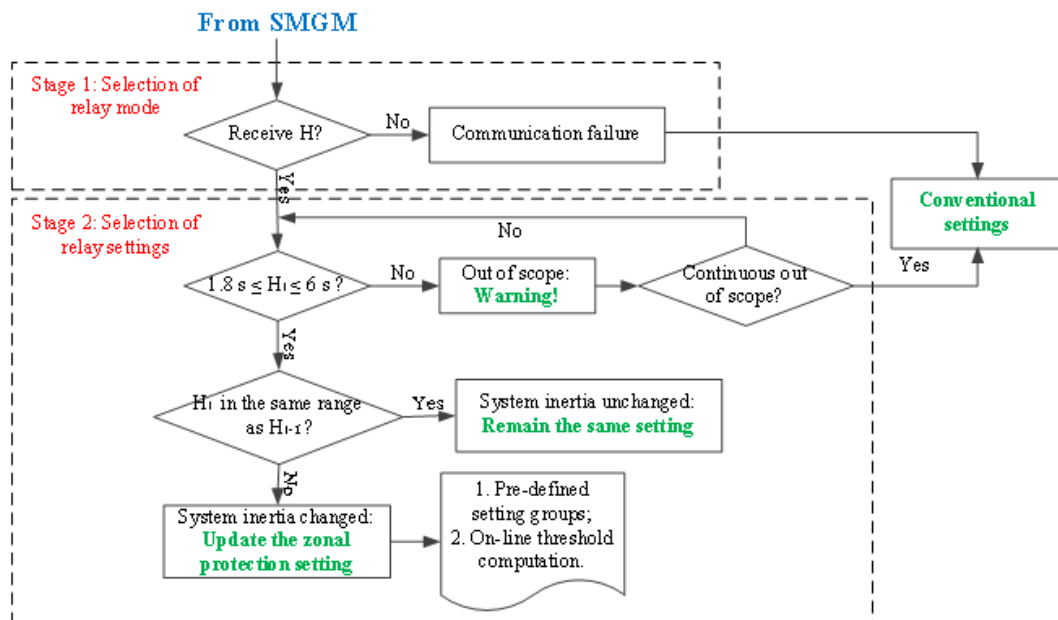 From SMGM
Stage 1: Selection of
relay mode
Receive H?
No
Communication failure
Yes
Conventional
settings
Stage 2: Selection of
relay settings
No
1.8 s ≤ Hᵢ ≤ 6 s ?
No
Out of scope:
Warning!
Continuous out
of scope?
Yes
Yes
Hᵢ in the same range
as Hᵢ₋₁?
Yes
System inertia unchanged:
Remain the same setting
No
System inertia changed:
Update the zonal
protection setting
1. Pre-defined
setting groups;
2. On-line threshold
computation.